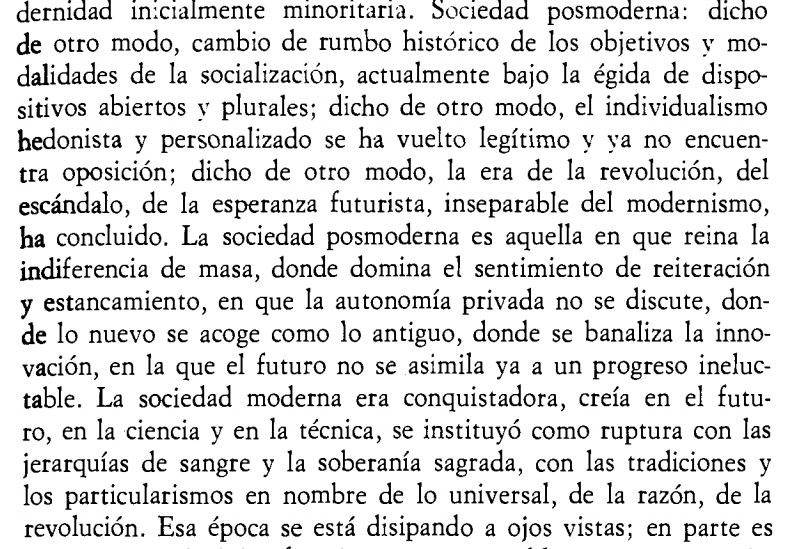 dernidad inicialmente minoritaria. Sociedad posmoderna: dicho
de otro modo, cambio de rumbo histórico de los objetivos y mo-
dalidades de la socialización, actualmente bajo la égida de dispo-
sitivos abiertos y plurales; dicho de otro modo, el individualismo
hedonista y personalizado se ha vuelto legítimo y ya no encuen-
tra oposición; dicho de otro modo, la era de la revolución, del
escándalo, de la esperanza futurista, inseparable del modernismo,
ha concluido. La sociedad posmoderna es aquella en que reina la
indiferencia de masa, donde domina el sentimiento de reiteración
y estancamiento, en que la autonomía privada no se discute, don-
de lo nuevo se acoge como lo antiguo, donde se banaliza la inno-
vación, en la que el futuro no se asimila ya a un progreso ineluc-
table. La sociedad moderna era conquistadora, creía en el futu-
ro, en la ciencia y en la técnica, se instituyó como ruptura con las
jerarquías de sangre y la soberanía sagrada, con las tradiciones y
los particularismos en nombre de lo universal, de la razón, de la
revolución. Esa época se está disipando a ojos vistas; en parte es